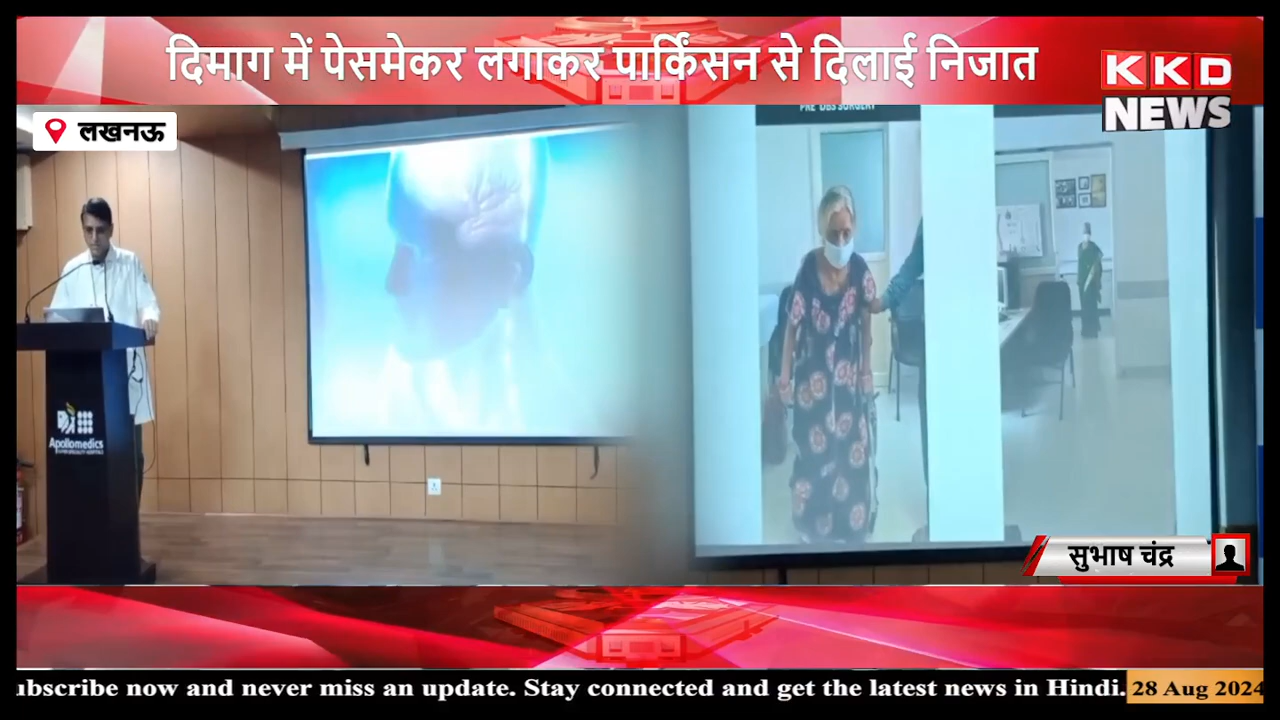 दिमाग में पेसमेकर लगाकर पार्किंसन से दिलाई निजात
KKD
NEWS
लखनऊ
PRE DBS SURGERY
Apollomedics
सुभाष चंद्र
ubscribe now and never miss an update. Stay connected and get the latest news in Hindi.
28 Aug 2024